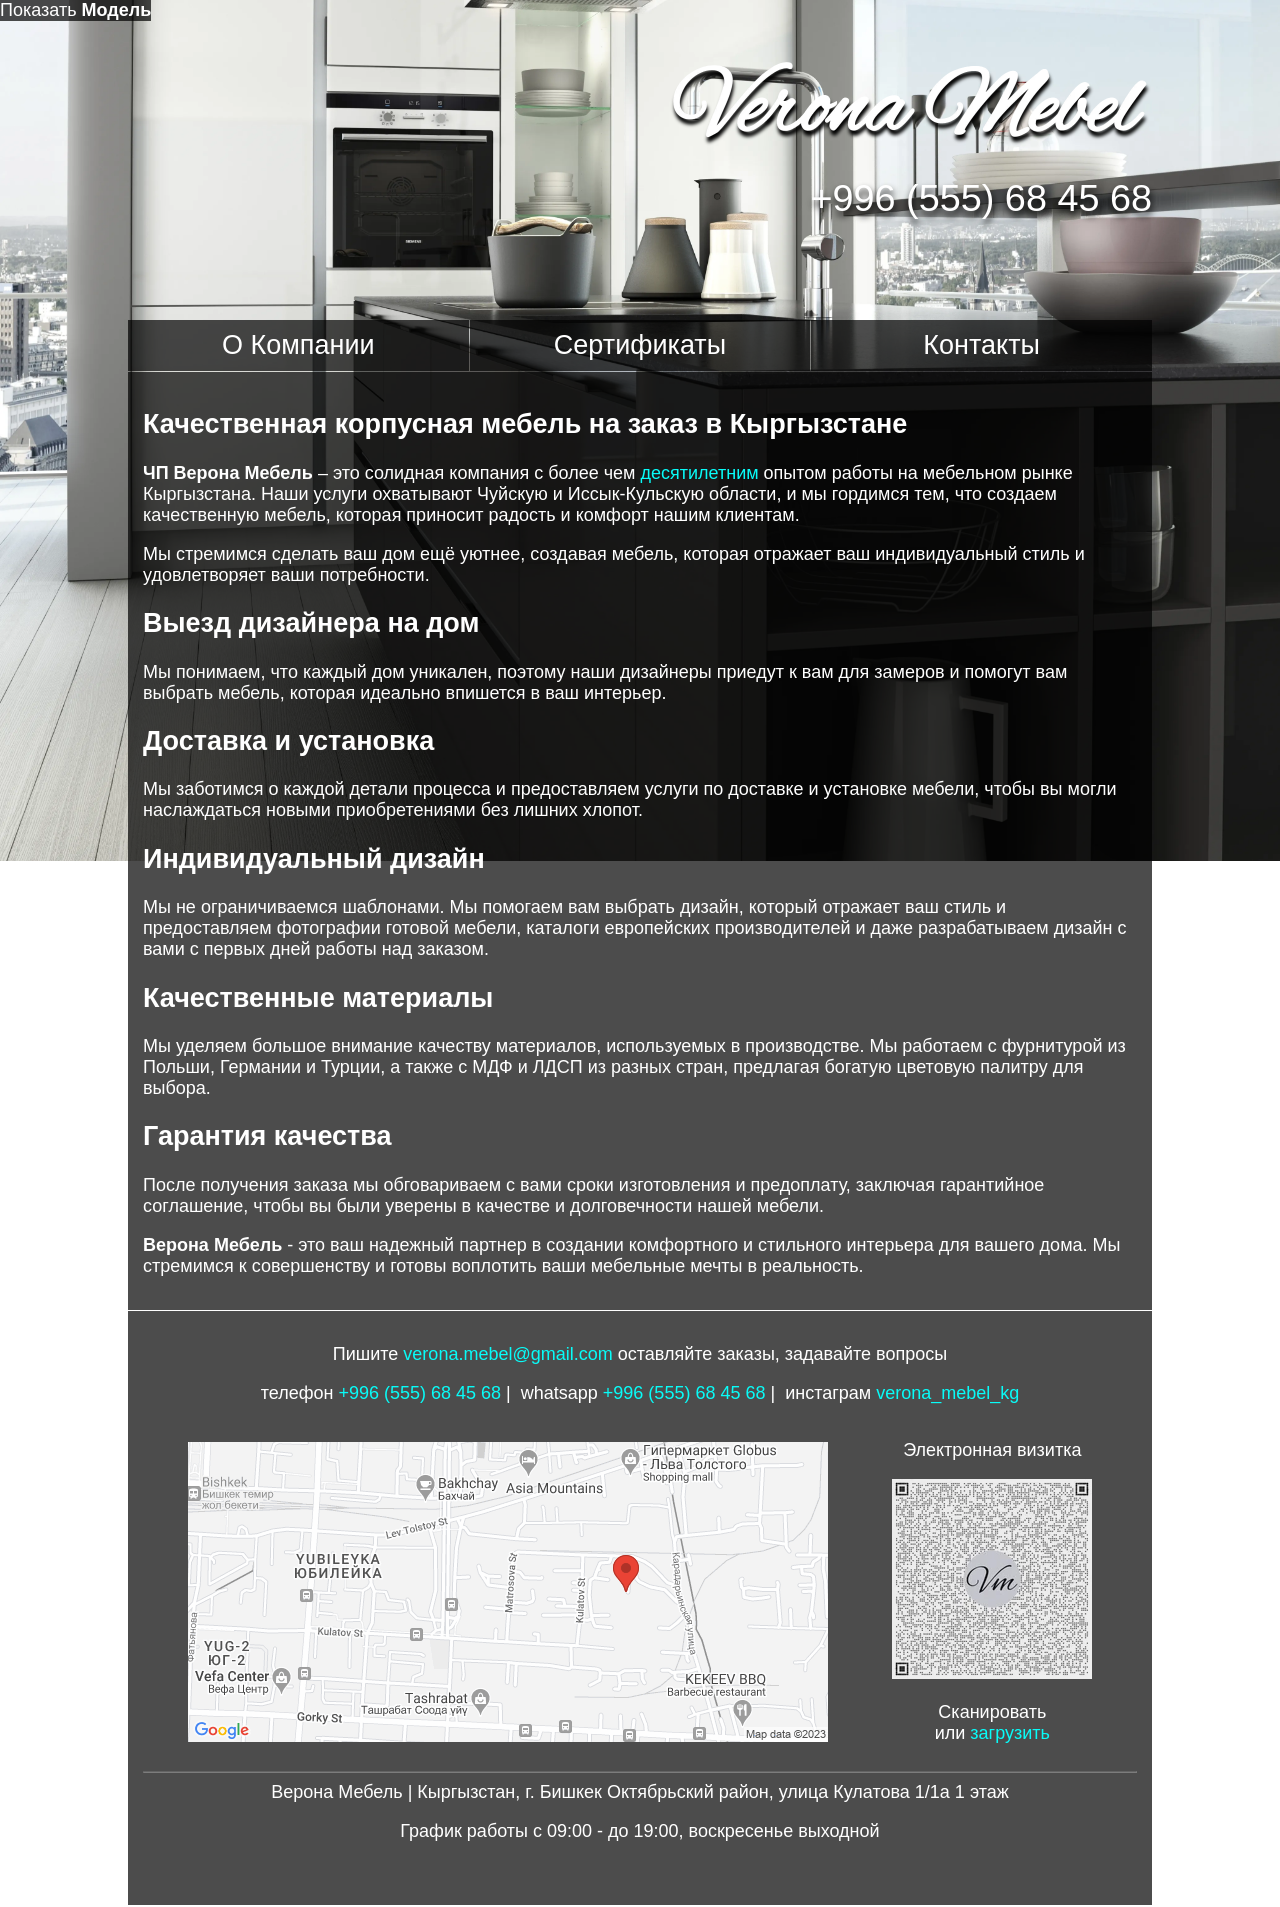 Показать Модель
Verona Mebel
+996 (555) 68 45 68
О Компании
Сертификаты
Контакты
Качественная корпусная мебель на заказ в Кыргызстане
ЧП Верона Мебель – это солидная компания с более чем десятилетним опытом работы на мебельном рынке
Кыргызстана. Наши услуги охватывают Чуйскую и Иссык-Кульскую области, и мы гордимся тем, что создаем
качественную мебель, которая приносит радость и комфорт нашим клиентам.
Мы стремимся сделать ваш дом ещё уютнее, создавая мебель, которая отражает ваш индивидуальный стиль и
удовлетворяет ваши потребности.
Выезд дизайнера на дом
Мы понимаем, что каждый дом уникален, поэтому наши дизайнеры приедут к вам для замеров и помогут вам
выбрать мебель, которая идеально впишется в ваш интерьер.
Доставка и установка
Мы заботимся о каждой детали процесса и предоставляем услуги по доставке и установке мебели, чтобы вы могли
наслаждаться новыми приобретениями без лишних хлопот.
Индивидуальный дизайн
Мы не ограничиваемся шаблонами. Мы помогаем вам выбрать дизайн, который отражает ваш стиль и
предоставляем фотографии готовой мебели, каталоги европейских производителей и даже разрабатываем дизайн с
вами с первых дней работы над заказом.
Качественные материалы
Мы уделяем большое внимание качеству материалов, используемых в производстве. Мы работаем с фурнитурой из
Польши, Германии и Турции, а также с МДФ и ЛДСП из разных стран, предлагая богатую цветовую палитру для
выбора.
Гарантия качества
После получения заказа мы обговариваем с вами сроки изготовления и предоплату, заключая гарантийное
соглашение, чтобы вы были уверены в качестве и долговечности нашей мебели.
Верона Мебель - это ваш надежный партнер в создании комфортного и стильного интерьера для вашего дома. Мы
стремимся к совершенству и готовы воплотить ваши мебельные мечты в реальность.
Пишите verona.mebel@gmail.com оставляйте заказы, задавайте вопросы
телефон +996 (555) 68 45 68 | whatsapp +996 (555) 68 45 68 | инстаграм verona_mebel_kg
Гипермаркет Globus
- Льва Толстого
Shopping mall
Bakhchay
Бахчай
Asia Mountains
Bishkek
Бишкек темир
жол бекети
Lev Tolstoy St
YUBILEYKA
ЮБИЛЕЙКА
Matrosova St
Kulatov St
Карадарьинская улица
Kulatov St
Фатьянова
YUG-2
ЮГ-2
Vefa Center
Вефа Центр
KEKEEV BBQ
Barbecue restaurant
Tashrabat
Ташрабат Соода үйү
Gorky St
Google
Map data ©2023
Электронная визитка
Vm
Сканировать
или загрузить
Верона Мебель | Кыргызстан, г. Бишкек Октябрьский район, улица Кулатова 1/1а 1 этаж
График работы с 09:00 - до 19:00, воскресенье выходной